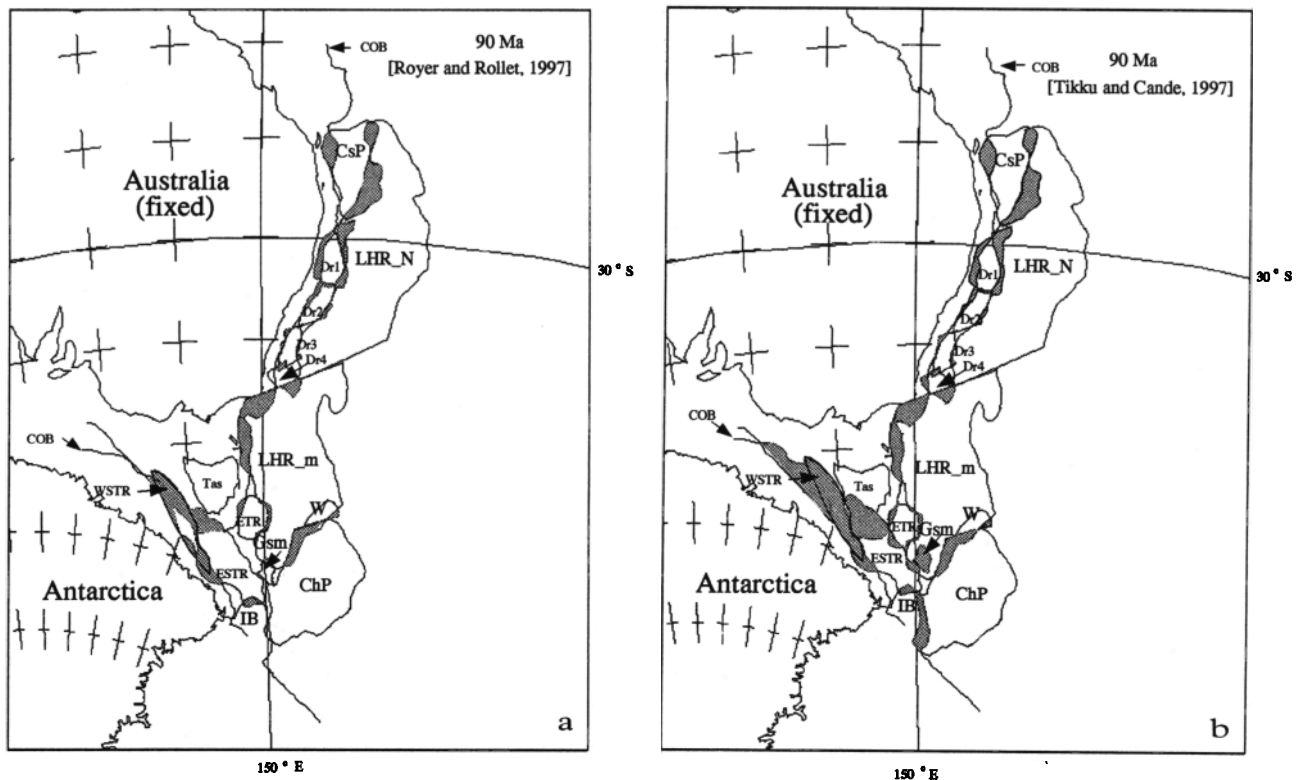 COB
90 Ma
[Royer and Rollet, 1997]
CsP
Australia
(fixed)
Dr1
LHR_N
30° S
Dr2
Dr3
Dr4
COB
LHR_m
WSTR
Tas
W
ETR
Gsm
ESTR
ChP
Antarctica
IB
a
150° E
90 Ma
COB
[Tikku and Cande, 1997]
CsP
Australia
(fixed)
Dr1
LHR_N
30° S
Dr2
Dr3
Dr4
COB
LHR_m
WSTR
Tas
W
ETR
Gsm
ESTR
ChP
Antarctica
IB
b
150° E